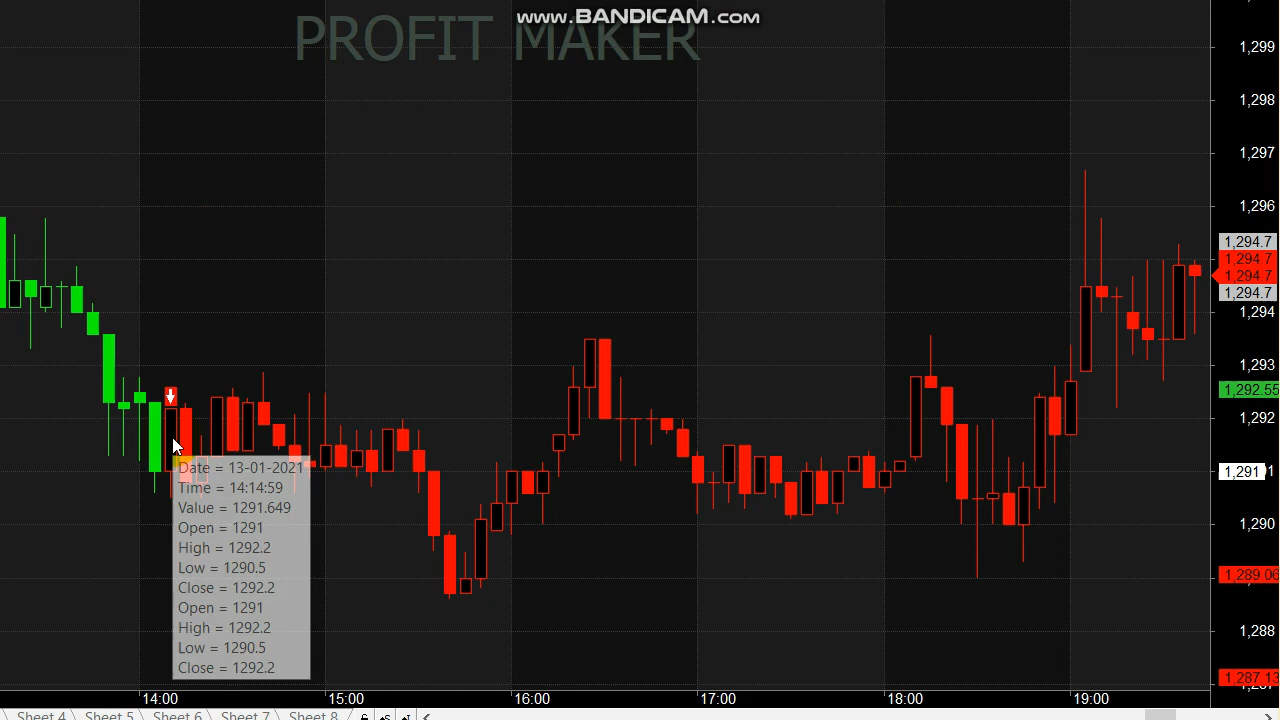 www.BANDICAM.com
PROFIT MAKER
1,299
1,298
1,297
1,296
1,294.7
1,294.7
1,294.7
1,294.7
1,294
1,293
1,292.55
1,292
1,291
1,290
1,289.06
1,288
1,287.13
Date = 13-01-2021
Time = 14:14:59
Value = 1291.649
Open = 1291
High = 1292.2
Low = 1290.5
Close = 1292.2
Open = 1291
High = 1292.2
Low = 1290.5
Close = 1292.2
14:00 15:00 16:00 17:00 18:00 19:00
Sheet 4 Sheet 5 Sheet 6 Sheet 7 Sheet 8